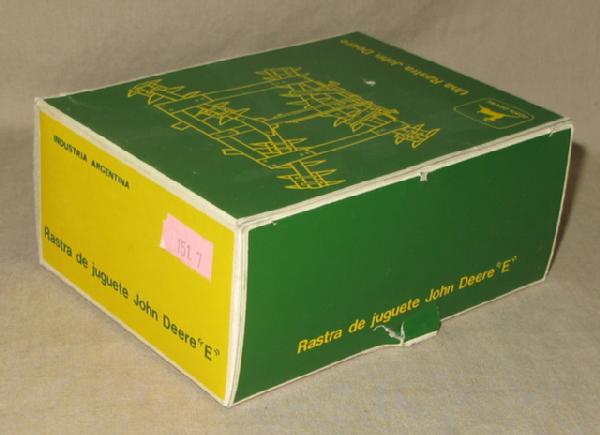 Una Rastra John Deere
INDUSTRIA ARGENTINA
Rastra de juguete John Deere "E"
151.7
Rastra de juguete John Deere "E"